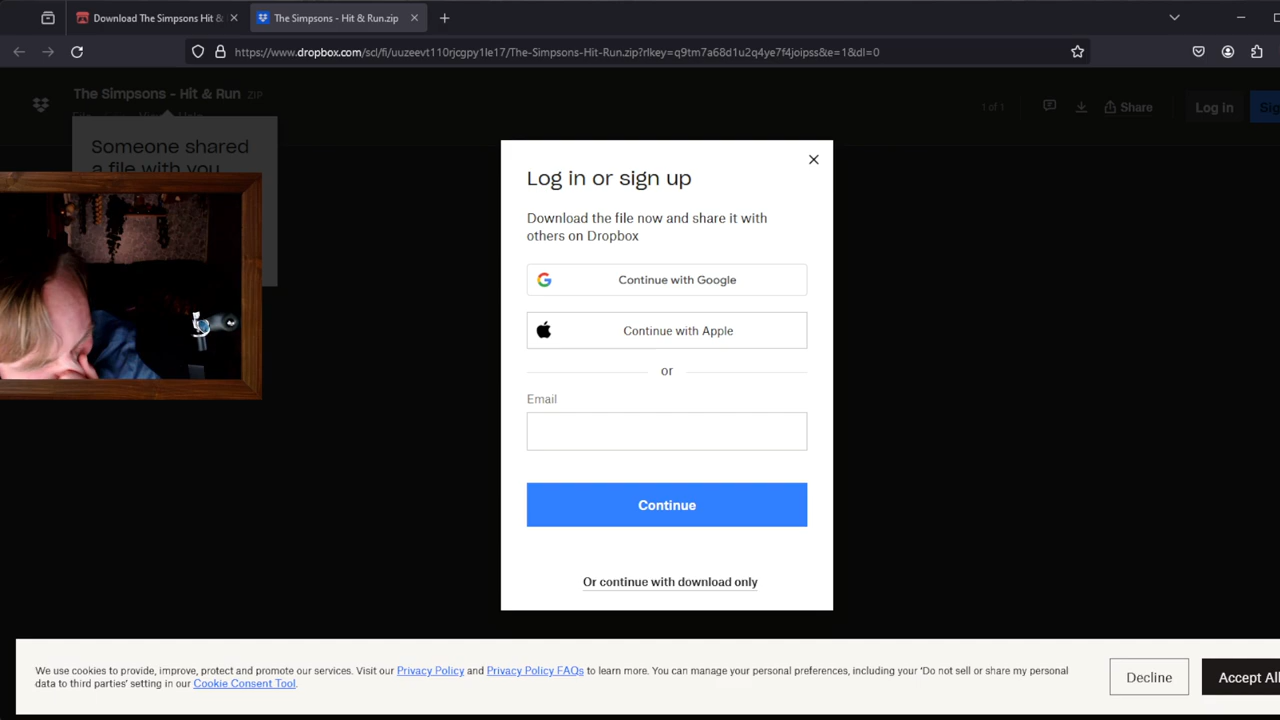 Download The Simpsons Hit &
The Simpsons - Hit & Run.zip
https://www.dropbox.com/scl/fi/uuzeevt110rjcgpy1le17/The-Simpsons-Hit-Run.zip?rlkey=q9tm7a68d1u2q4ye7f4joipss&e=1&dl=0
The Simpsons - Hit & Run ZIP
1 of 1
Share
Log in
Someone shared
a file with you
Log in or sign up
Download the file now and share it with
others on Dropbox
Continue with Google
Continue with Apple
or
Email
Continue
Or continue with download only
We use cookies to provide, improve, protect and promote our services. Visit our Privacy Policy and Privacy Policy FAQs to learn more. You can manage your personal preferences, including your ‘Do not sell or share my personal
data to third parties’ setting in our Cookie Consent Tool.
Decline
Accept All